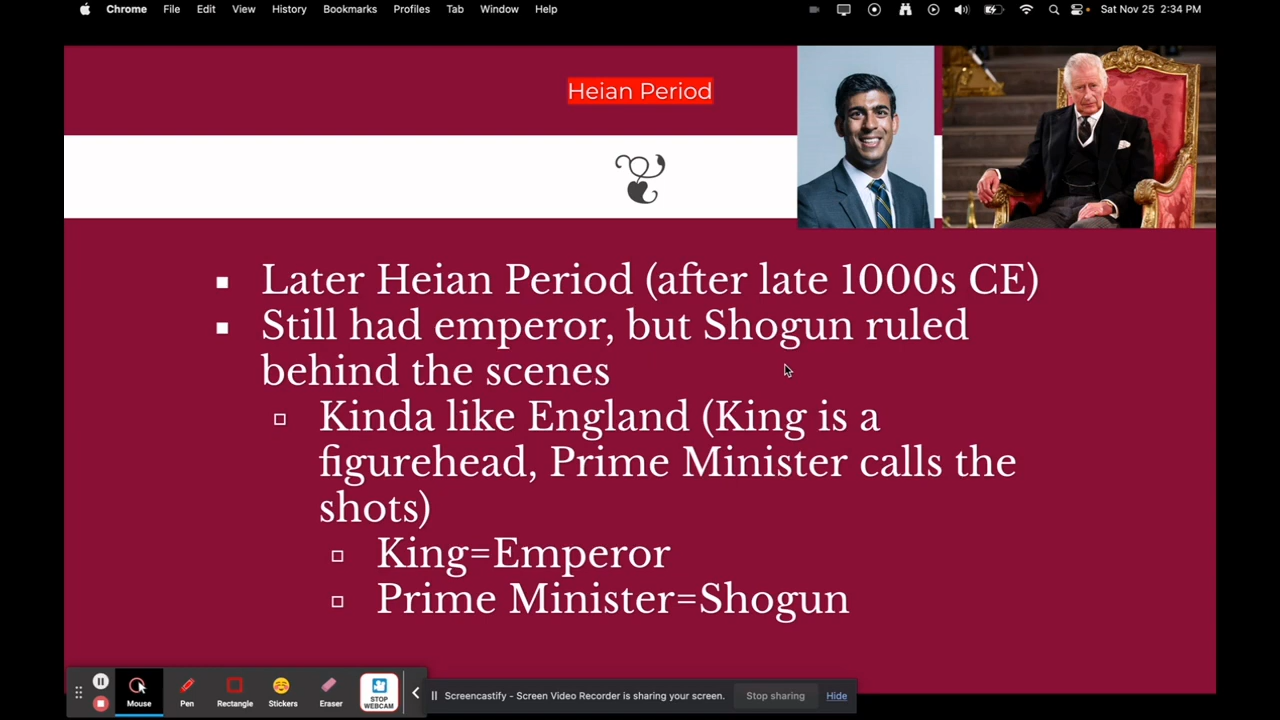 Chrome File Edit View History Bookmarks Profiles Tab Window Help Sat Nov 25 2:34 PM
Heian Period
Later Heian Period (after late 1000s CE)
Still had emperor, but Shogun ruled
behind the scenes
Kinda like England (King is a
figurehead, Prime Minister calls the
shots)
King=Emperor
Prime Minister=Shogun
Mouse Pen Rectangle Stickers Eraser STOP WEBCAM
Screencastify - Screen Video Recorder is sharing your screen. Stop sharing Hide